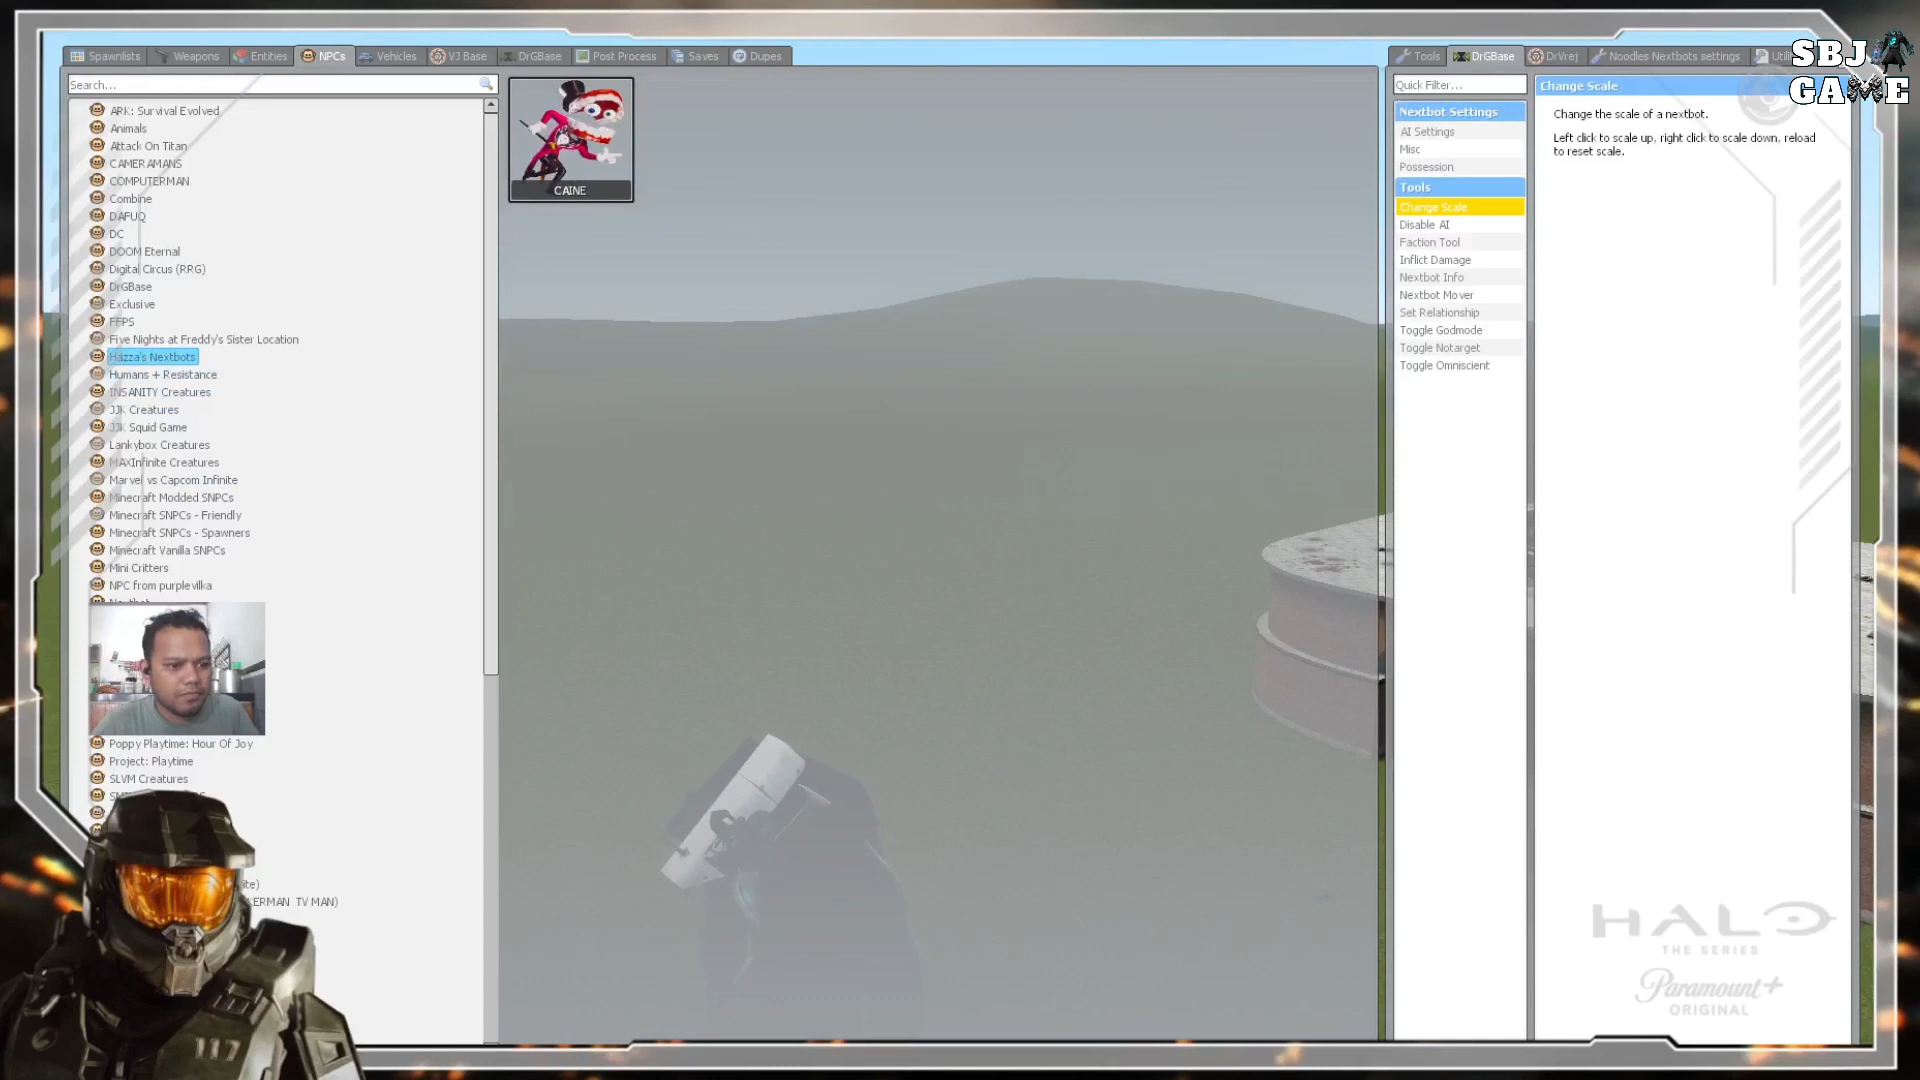 Spawnlists
Weapons
Entities
NPCs
Vehicles
VJ Base
DrGBase
Post Process
Saves
Dupes
Search...
ARK: Survival Evolved
Animals
Attack On Titan
CAMERAMANS
COMPUTERMAN
Combine
DAFUQ
DC
DOOM Eternal
Digital Circus (RRG)
DrGBase
Exclusive
FFPS
Five Nights at Freddy's Sister Location
Hazza's Nextbots
Humans + Resistance
INSANITY Creatures
JJK Creatures
JJK Squid Game
Lankybox Creatures
MAXInfinite Creatures
Marvel vs Capcom Infinite
Minecraft Modded SNPCs
Minecraft SNPCs - Friendly
Minecraft SNPCs - Spawners
Minecraft Vanilla SNPCs
Mini Critters
NPC from purplevilka
Poppy Playtime: Hour Of Joy
Project: Playtime
SLVM Creatures
ite)
ERMAN TV MAN)
117
CAINE
Tools
DrGBase
DrVrej
Noodles Nextbots settings
Utili
Quick Filter...
Nextbot Settings
AI Settings
Misc
Possession
Tools
Change Scale
Disable AI
Faction Tool
Inflict Damage
Nextbot Info
Nextbot Mover
Set Relationship
Toggle Godmode
Toggle Notarget
Toggle Omniscient
Change Scale
Change the scale of a nextbot.
Left click to scale up, right click to scale down, reload
to reset scale.
SBJ
GAME
HALO
THE SERIES
Paramount+
ORIGINAL